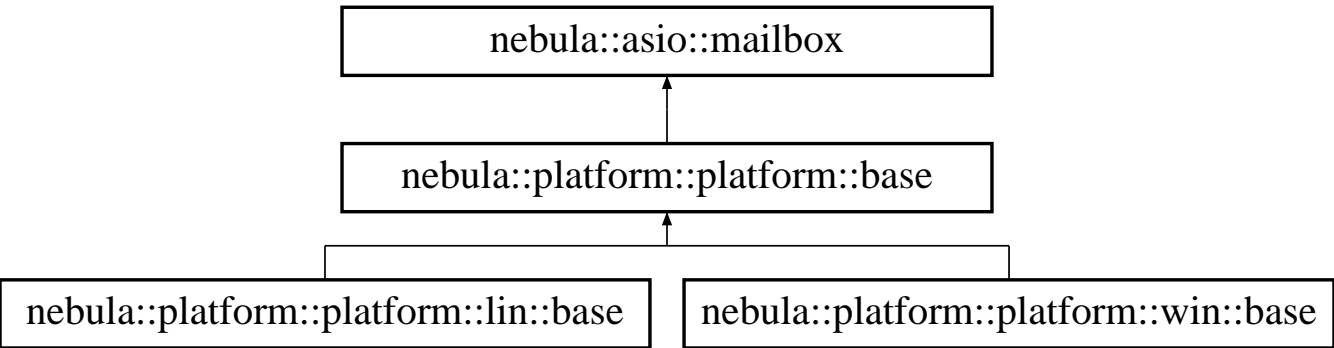 nebula::asio::mailbox
nebula::platform::platform::base
nebula::platform::platform::lin::base
nebula::platform::platform::win::base